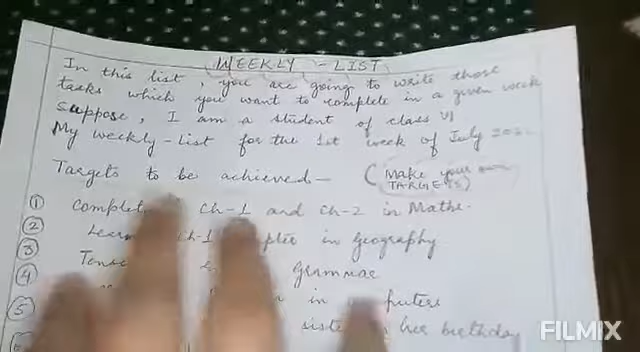 WEEKLY - LIST
In this list, you are going to write those
tasks which you want to complete in a given week
Suppose, I am a student of class VI
My Weekly-List for the 1st week of July
Targets to be achieved - (Make your own
TARGETS)
① Complete Ch-1 and Ch-2 in Maths.
② Learn Ch-1 in Geography
③ Tense Grammar
④ in
⑤ sister her birthday
FILMIX